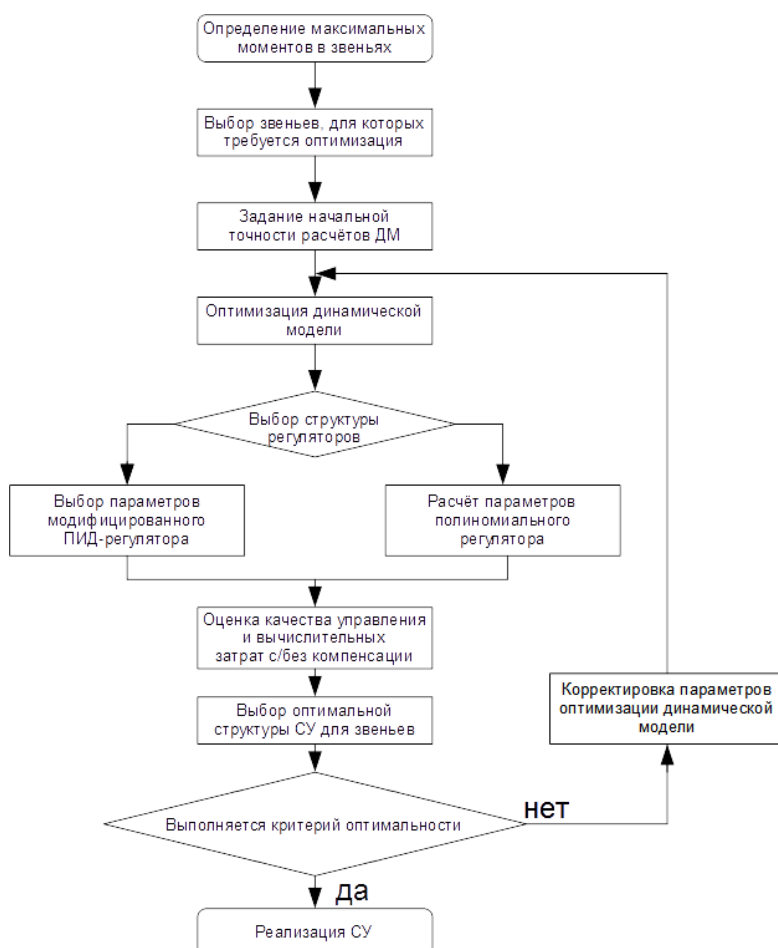 Определение максимальных
моментов в звеньях
Выбор звеньев, для которых
требуется оптимизация
Задание начальной
точности расчётов ДМ
Оптимизация динамической
модели
Выбор структуры
регуляторов
Выбор параметров
модифицированного
ПИД-регулятора
Расчёт параметров
полиномиального
регулятора
Оценка качества управления
и вычислительных
затрат с/без компенсации
Выбор оптимальной
структуры СУ для звеньев
Корректировка параметров
оптимизации динамической
модели
Выполняется критерий оптимальности
нет
да
Реализация СУ